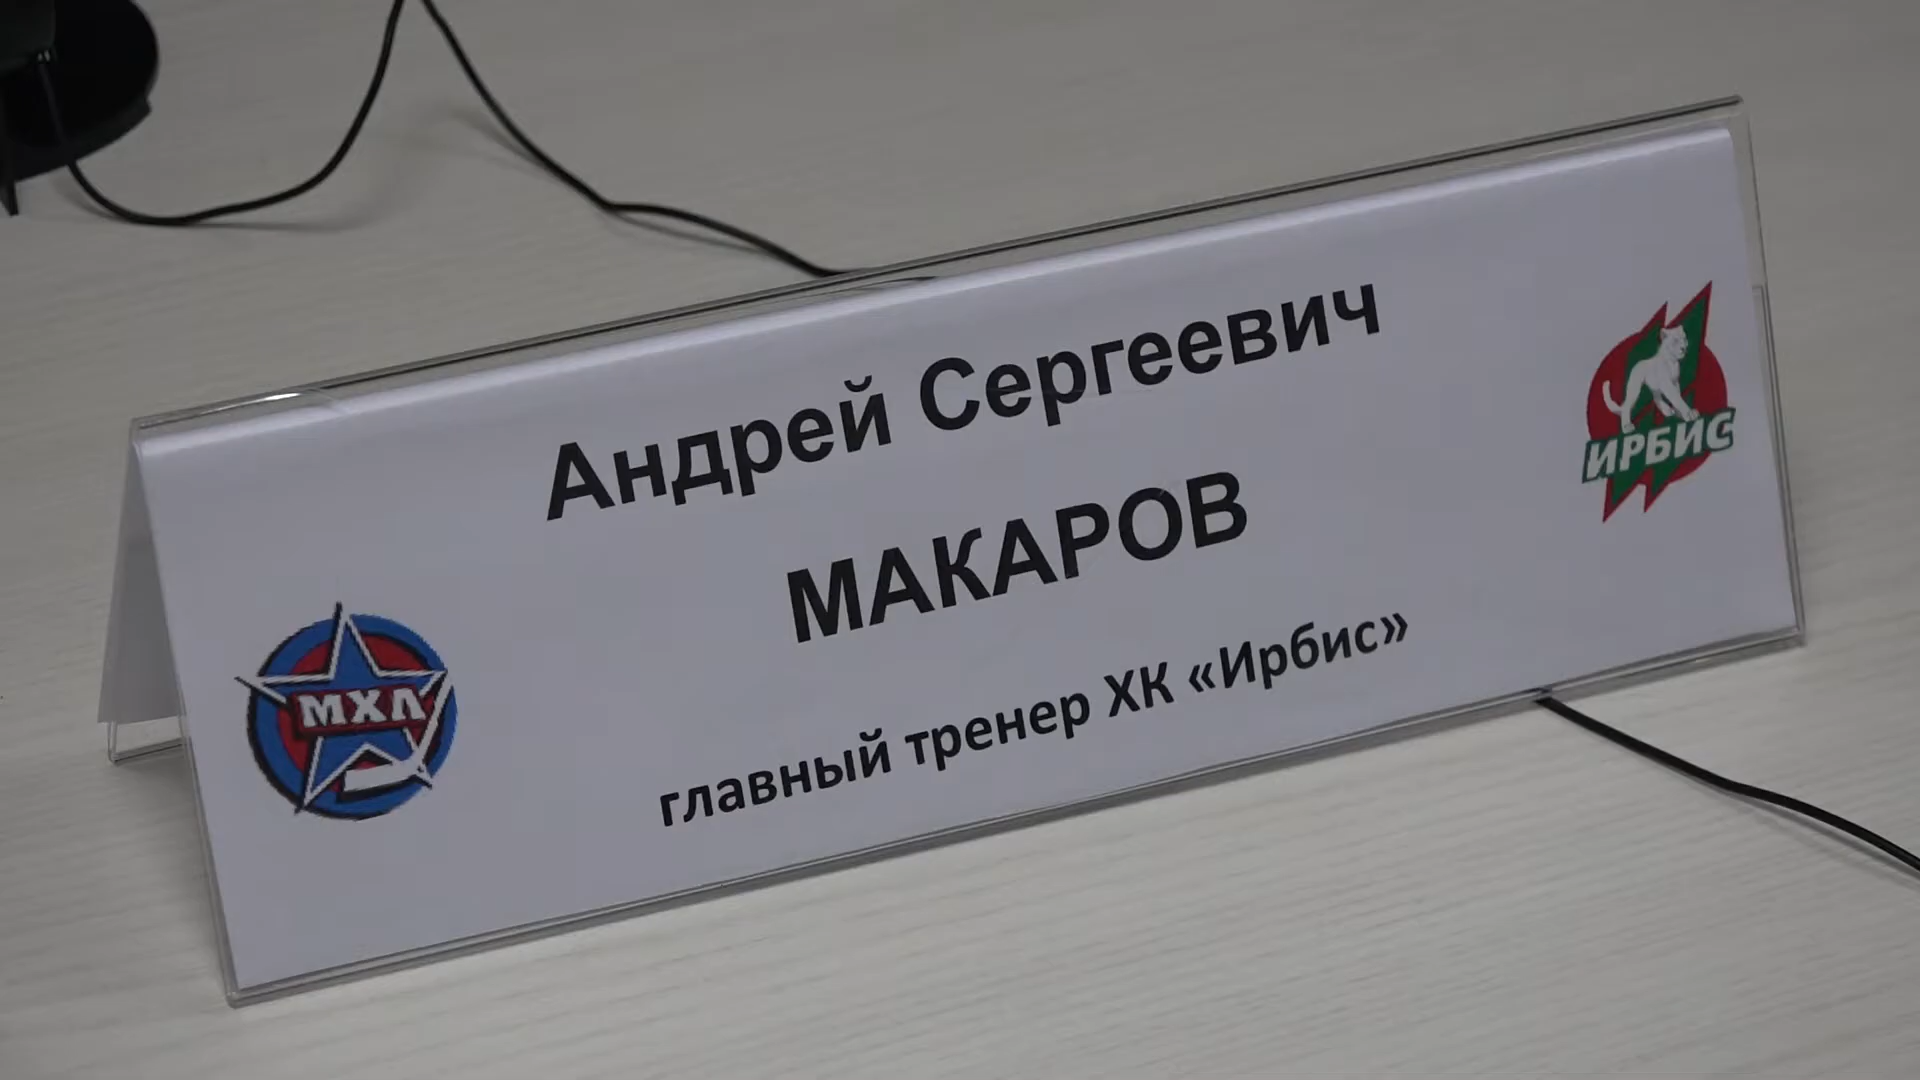 Андрей Сергеевич
МАКАРОВ
главный тренер ХК «Ирбис»
МХЛ
ИРБИС